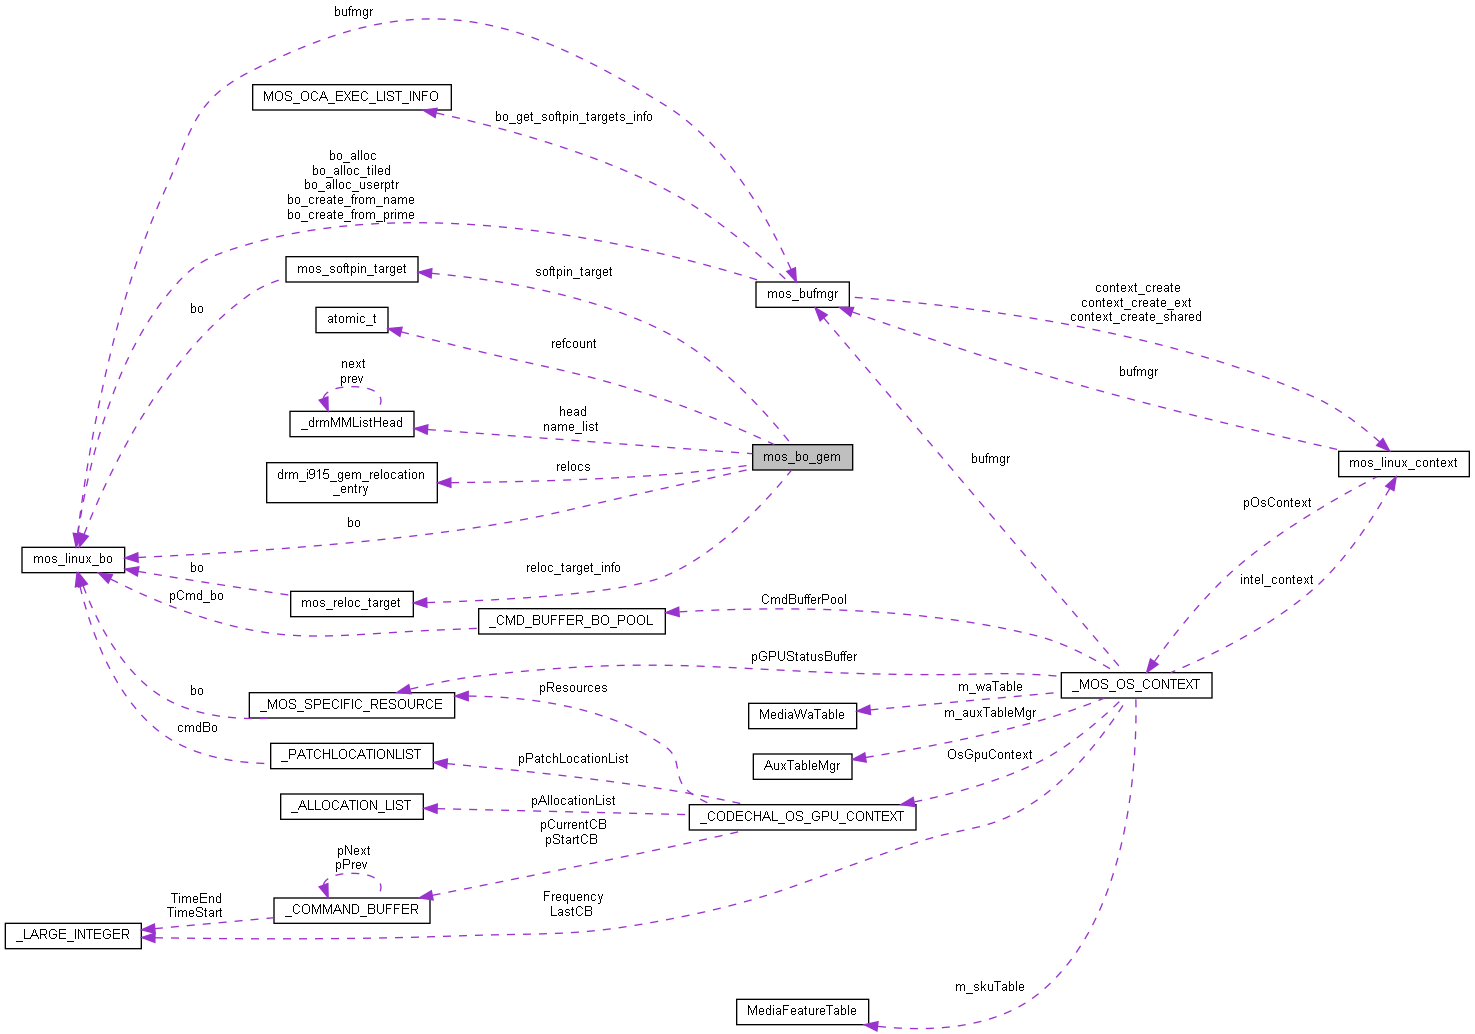 bufmgr
MOS_OCA_EXEC_LIST_INFO
bo_get_softpin_targets_info
bo_alloc
bo_alloc_tiled
bo_alloc_userptr
bo_create_from_name
bo_create_from_prime
mos_softpin_target
softpin_target
mos_bufmgr
context_create
context_create_ext
context_create_shared
bo
atomic_t
refcount
next
prev
bufmgr
_drmMMListHead
head
name_list
mos_bo_gem
bufmgr
mos_linux_context
drm_i915_gem_relocation
_entry
relocs
pOsContext
bo
mos_linux_bo
bo
reloc_target_info
intel_context
pCmd_bo
mos_reloc_target
CmdBufferPool
_CMD_BUFFER_BO_POOL
pGPUStatusBuffer
_MOS_OS_CONTEXT
bo
_MOS_SPECIFIC_RESOURCE
pResources
m_waTable
MediaWaTable
m_auxTableMgr
cmdBo
_PATCHLOCATIONLIST
pPatchLocationList
OsGpuContext
AuxTableMgr
_ALLOCATION_LIST
pAllocationList
_CODECHAL_OS_GPU_CONTEXT
pCurrentCB
pStartCB
pNext
pPrev
TimeEnd
TimeStart
_COMMAND_BUFFER
Frequency
LastCB
_LARGE_INTEGER
m_skuTable
MediaFeatureTable